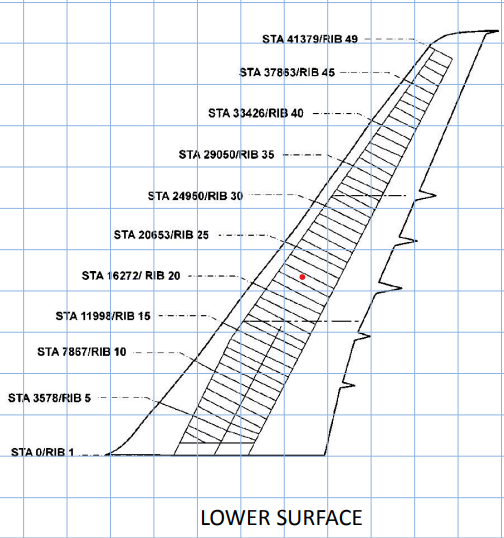 STA 41379/RIB 49
STA 37863/RIB 45
STA 33426/RIB 40
STA 29050/RIB 35
STA 24950/RIB 30
STA 20653/RIB 25
STA 16272/ RIB 20
STA 11998/RIB 15
STA 7867/RIB 10
STA 3578/RIB 5
STA 0/RIB 1
LOWER SURFACE